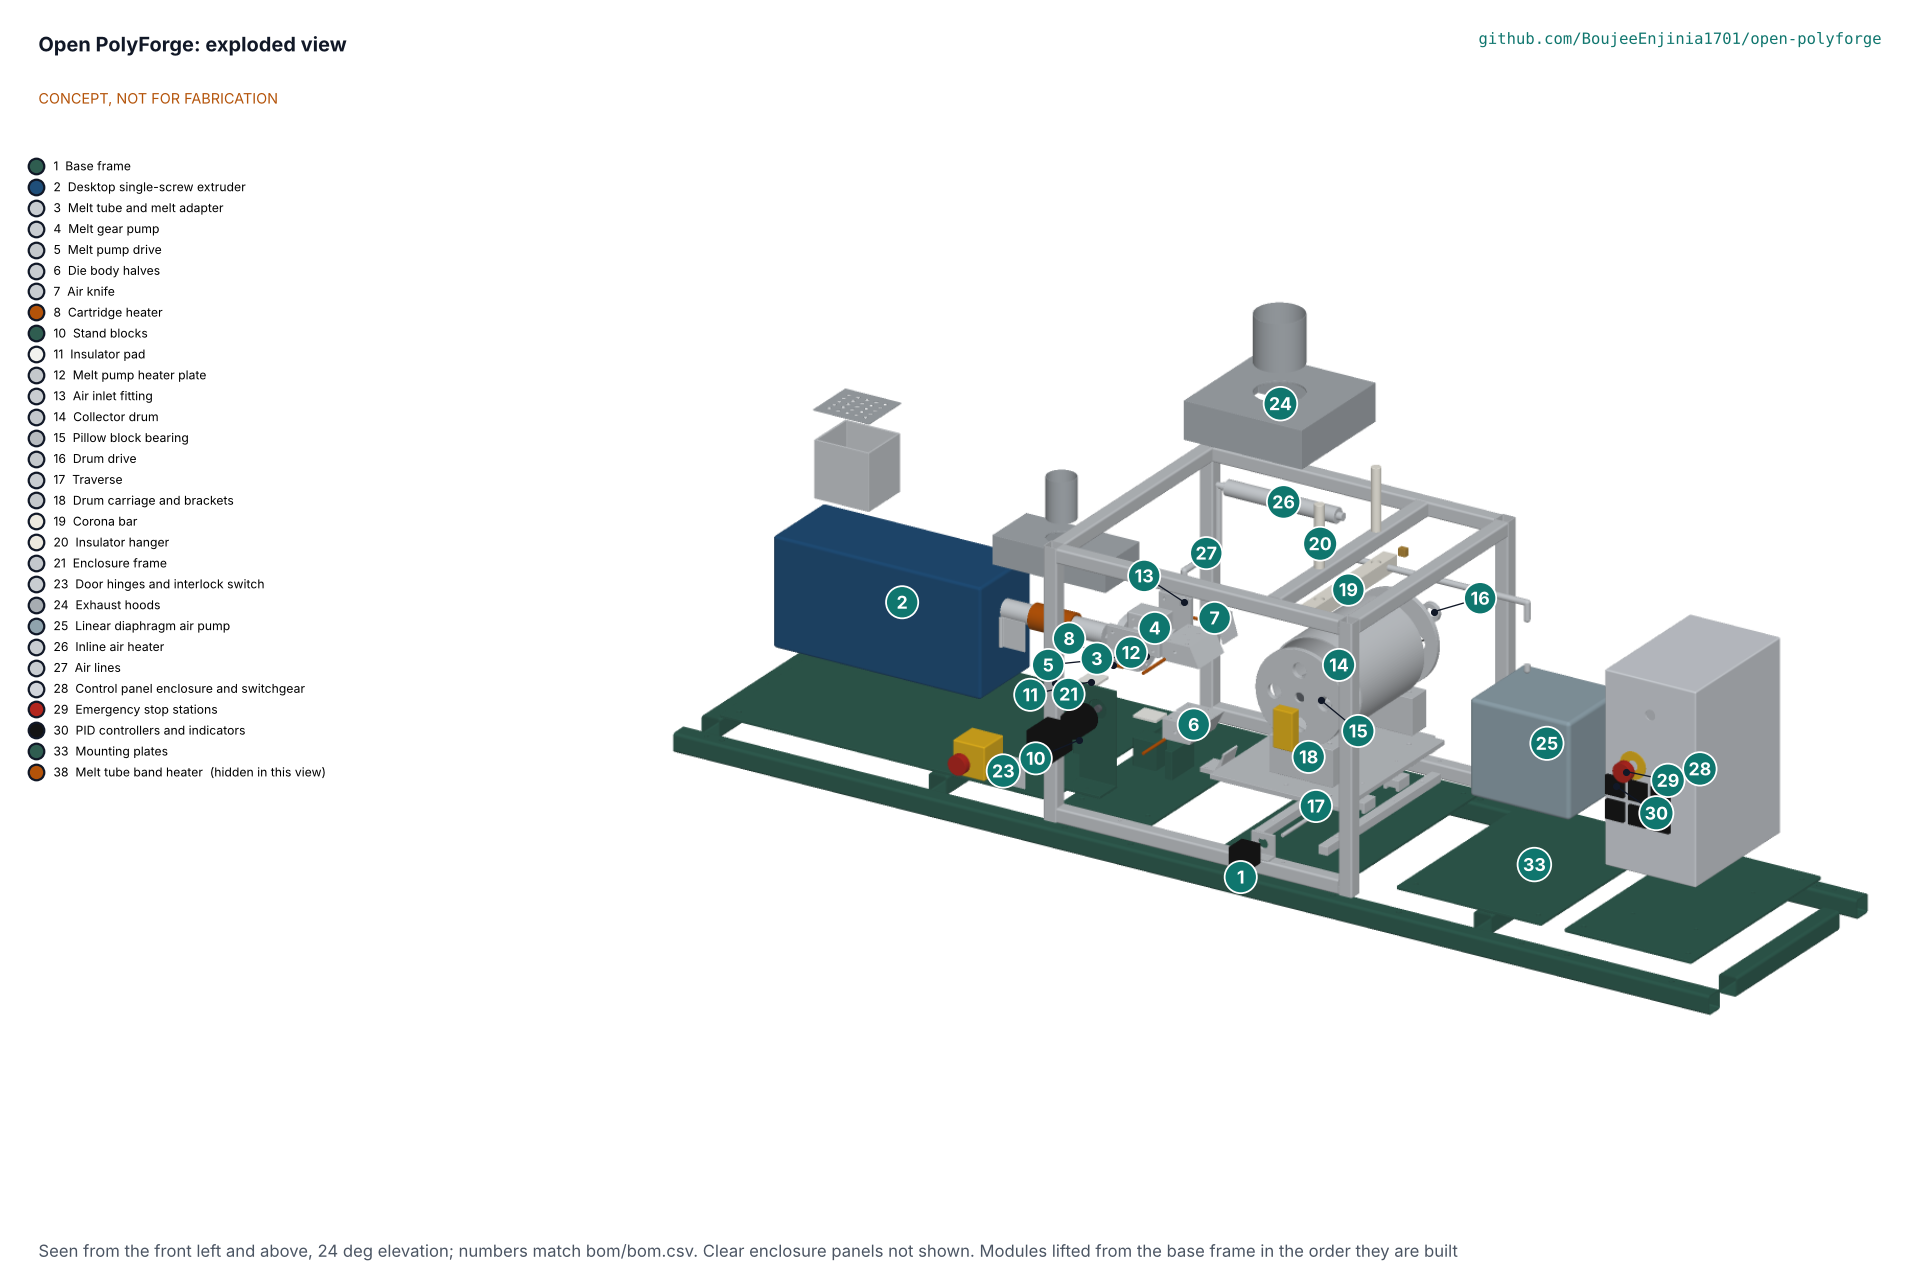 Open PolyForge: exploded view
github.com/BoujeeEnjinia1701/open-polyforge
CONCEPT, NOT FOR FABRICATION
1 Base frame
2 Desktop single-screw extruder
3 Melt tube and melt adapter
4 Melt gear pump
5 Melt pump drive
6 Die body halves
7 Air knife
8 Cartridge heater
10 Stand blocks
11 Insulator pad
12 Melt pump heater plate
13 Air inlet fitting
14 Collector drum
15 Pillow block bearing
16 Drum drive
17 Traverse
18 Drum carriage and brackets
19 Corona bar
20 Insulator hanger
21 Enclosure frame
23 Door hinges and interlock switch
24 Exhaust hoods
25 Linear diaphragm air pump
26 Inline air heater
27 Air lines
28 Control panel enclosure and switchgear
29 Emergency stop stations
30 PID controllers and indicators
33 Mounting plates
38 Melt tube band heater (hidden in this view)
24
26
20
27
13
19
16
2
7
4
8
12
3
5
14
11
21
6
15
18
10
23
25
28
29
30
17
33
1
Seen from the front left and above, 24 deg elevation; numbers match bom/bom.csv. Clear enclosure panels not shown. Modules lifted from the base frame in the order they are built